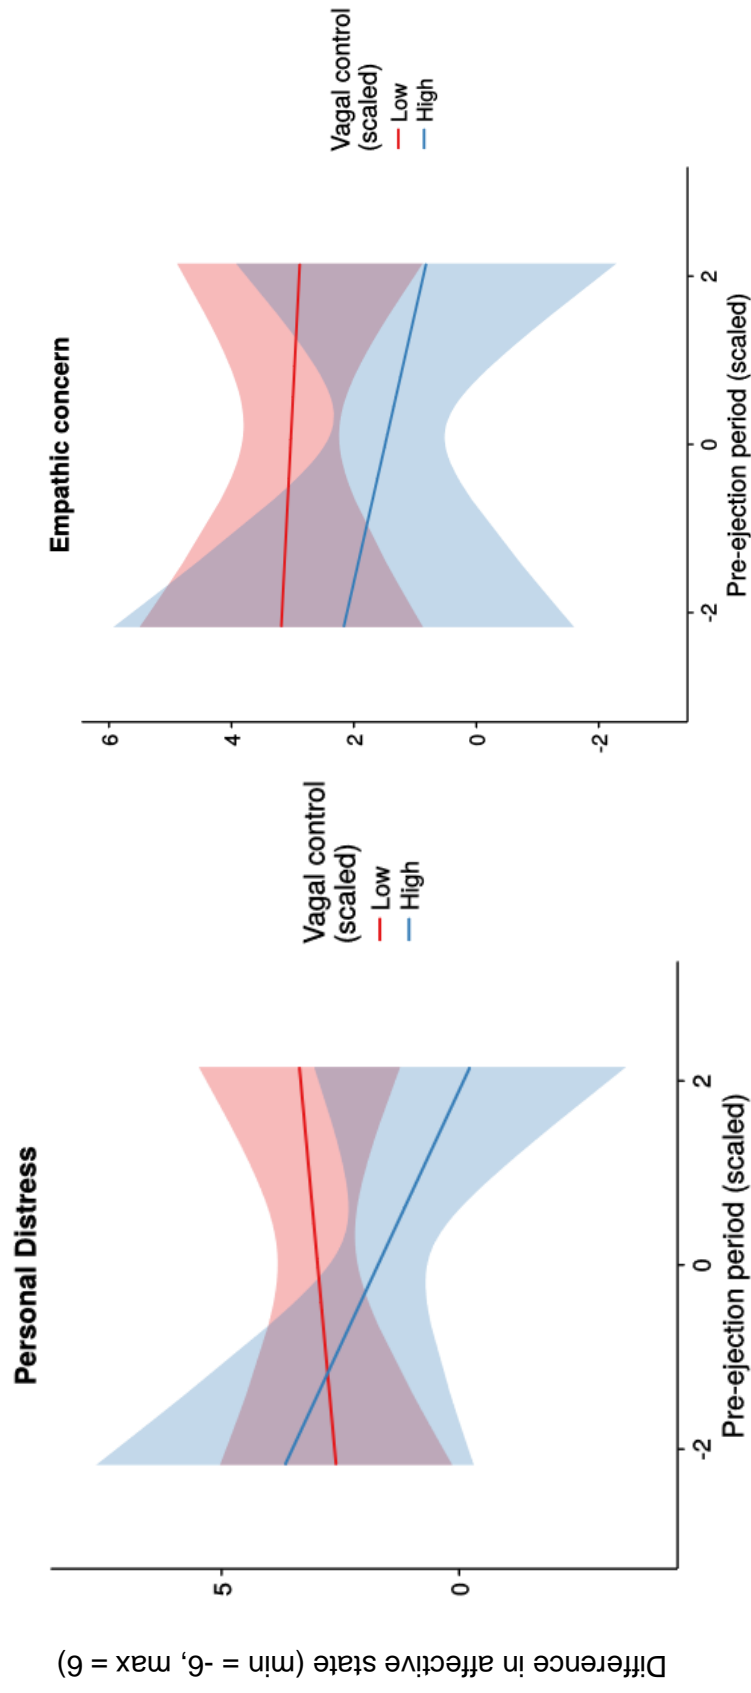 Personal Distress
5
0
-2
0
2
Pre-ejection period (scaled)
Vagal control
(scaled)
Low
High
Empathic concern
6
4
2
0
-2
-2
0
2
Pre-ejection period (scaled)
Vagal control
(scaled)
Low
High
Difference in affective state (min = -6, max = 6)